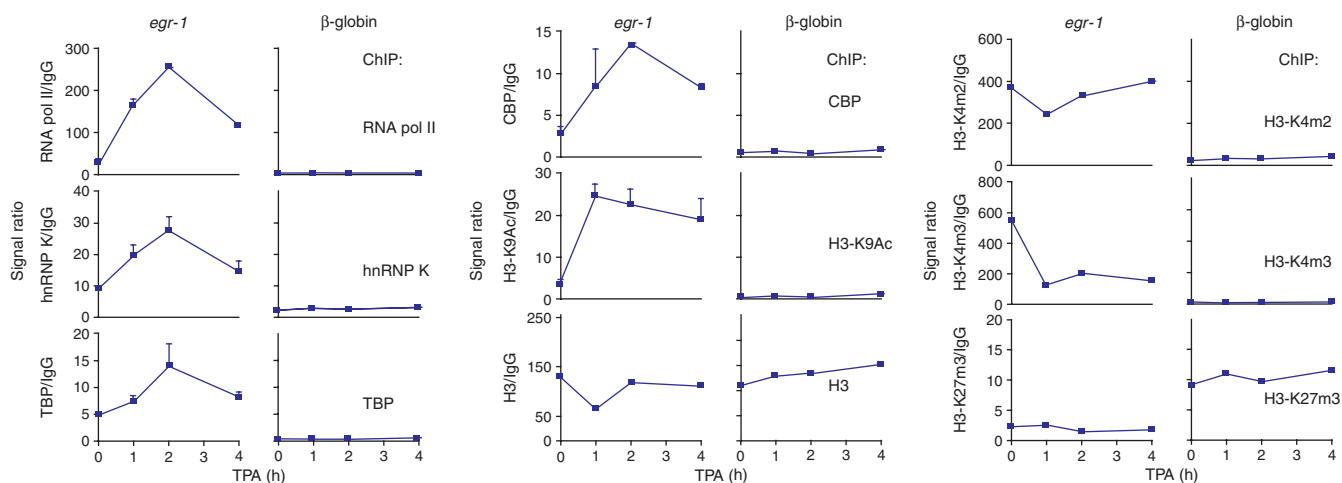 egr-1
β-globin
RNA pol II/IgG
300
200
100
0
ChIP:
RNA pol II
Signal ratio
hnRNP K/IgG
40
30
20
10
0
hnRNP K
TBP/IgG
20
15
10
5
0
TBP
0 1 2 3 4
0 1 2 3 4
TPA (h)
egr-1
β-globin
CBP/IgG
15
10
5
0
ChIP:
CBP
Signal ratio
H3-K9Ac/IgG
30
20
10
0
H3-K9Ac
H3/IgG
250
150
50
0
H3
0 1 2 3 4
0 1 2 3 4
TPA (h)
egr-1
β-globin
H3-K4m2/IgG
600
400
200
0
ChIP:
H3-K4m2
Signal ratio
H3-K4m3/IgG
800
600
400
200
0
H3-K4m3
H3-K27m3/IgG
20
15
10
5
0
H3-K27m3
0 1 2 3 4
0 1 2 3 4
TPA (h)